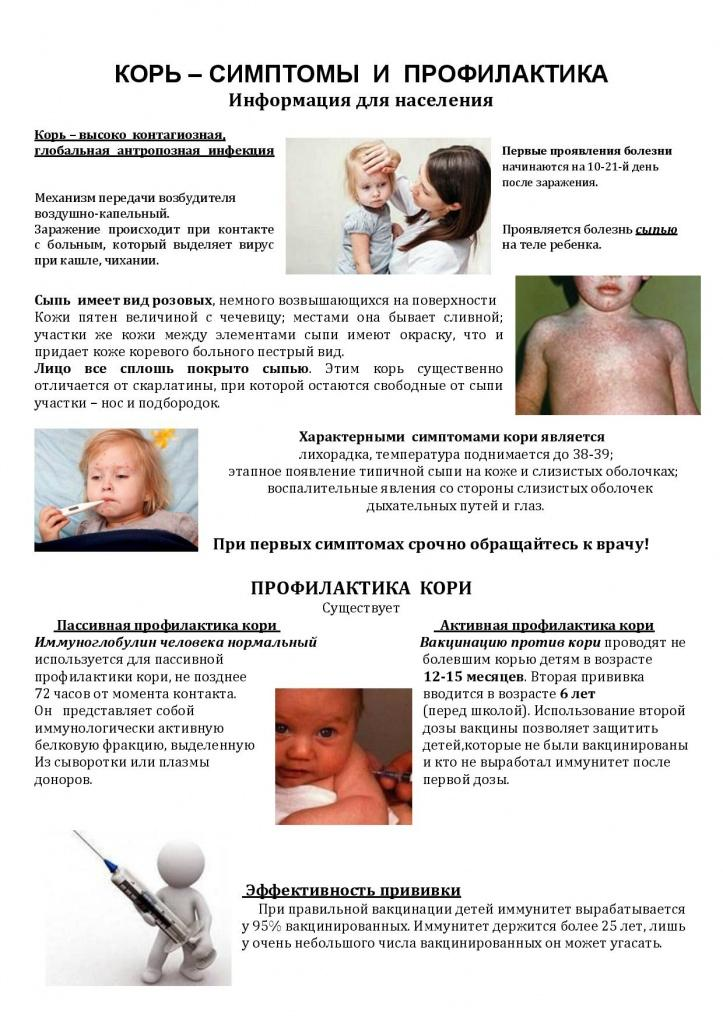 КОРЬ – СИМПТОМЫ И ПРОФИЛАКТИКА
Информация для населения
Корь – высоко контагиозная,
глобальная антропозная инфекция
Механизм передачи возбудителя
воздушно-капельный.
Заражение происходит при контакте
с больным, который выделяет вирус
при кашле, чихании.
Первые проявления болезни
начинаются на 10-21-й день
после заражения.
Проявляется болезнь сыпью
на теле ребенка.
Сыпь имеет вид розовых, немного возвышающихся на поверхности
Кожи пятен величиной с чечевицу; местами она бывает сливной;
участки же кожи между элементами сыпи имеют окраску, что и
придает коже коревого больного пестрый вид.
Лицо все сплошь покрыто сыпью. Этим корь существенно
отличается от скарлатины, при которой остаются свободные от сыпи
участки – нос и подбородок.
Характерными симптомами кори является
лихорадка, температура поднимается до 38-39;
этапное появление типичной сыпи на коже и слизистых оболочках;
воспалительные явления со стороны слизистых оболочек
дыхательных путей и глаз.
При первых симптомах срочно обращайтесь к врачу!
ПРОФИЛАКТИКА КОРИ
Существует
Пассивная профилактика кори
Иммуноглобулин человека нормальный
используется для пассивной
профилактики кори, не позднее
72 часов от момента контакта.
Он представляет собой
иммунологически активную
белковую фракцию, выделенную
Из сыворотки или плазмы
доноров.
Активная профилактика кори
Вакцинацию против кори проводят не
болевшим корью детям в возрасте
12-15 месяцев. Вторая прививка
вводится в возрасте 6 лет
(перед школой). Использование второй
дозы вакцины позволяет защитить
детей,которые не были вакцинированы
и кто не выработал иммунитет после
первой дозы.
Эффективность прививки
При правильной вакцинации детей иммунитет вырабатывается
у 95% вакцинированных. Иммунитет держится более 25 лет, лишь
у очень небольшого числа вакцинированных он может угасать.